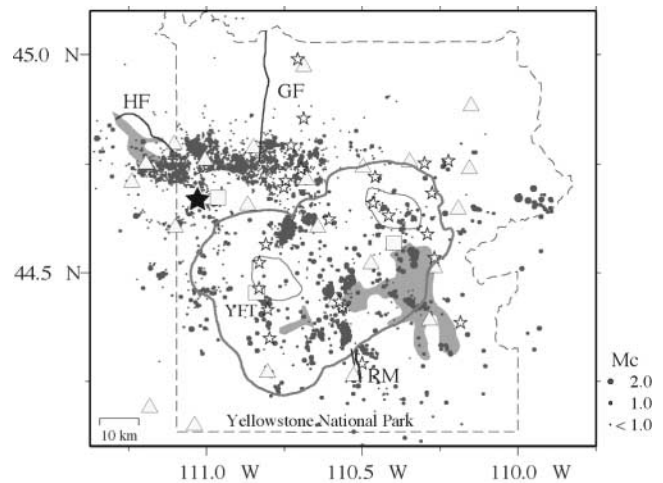 45.0 N
HF
GF
44.5 N
YFT
RM
Mc
2.0
1.0
<1.0
Yellowstone National Park
10 km
111.0 W
110.5 W
110.0 W